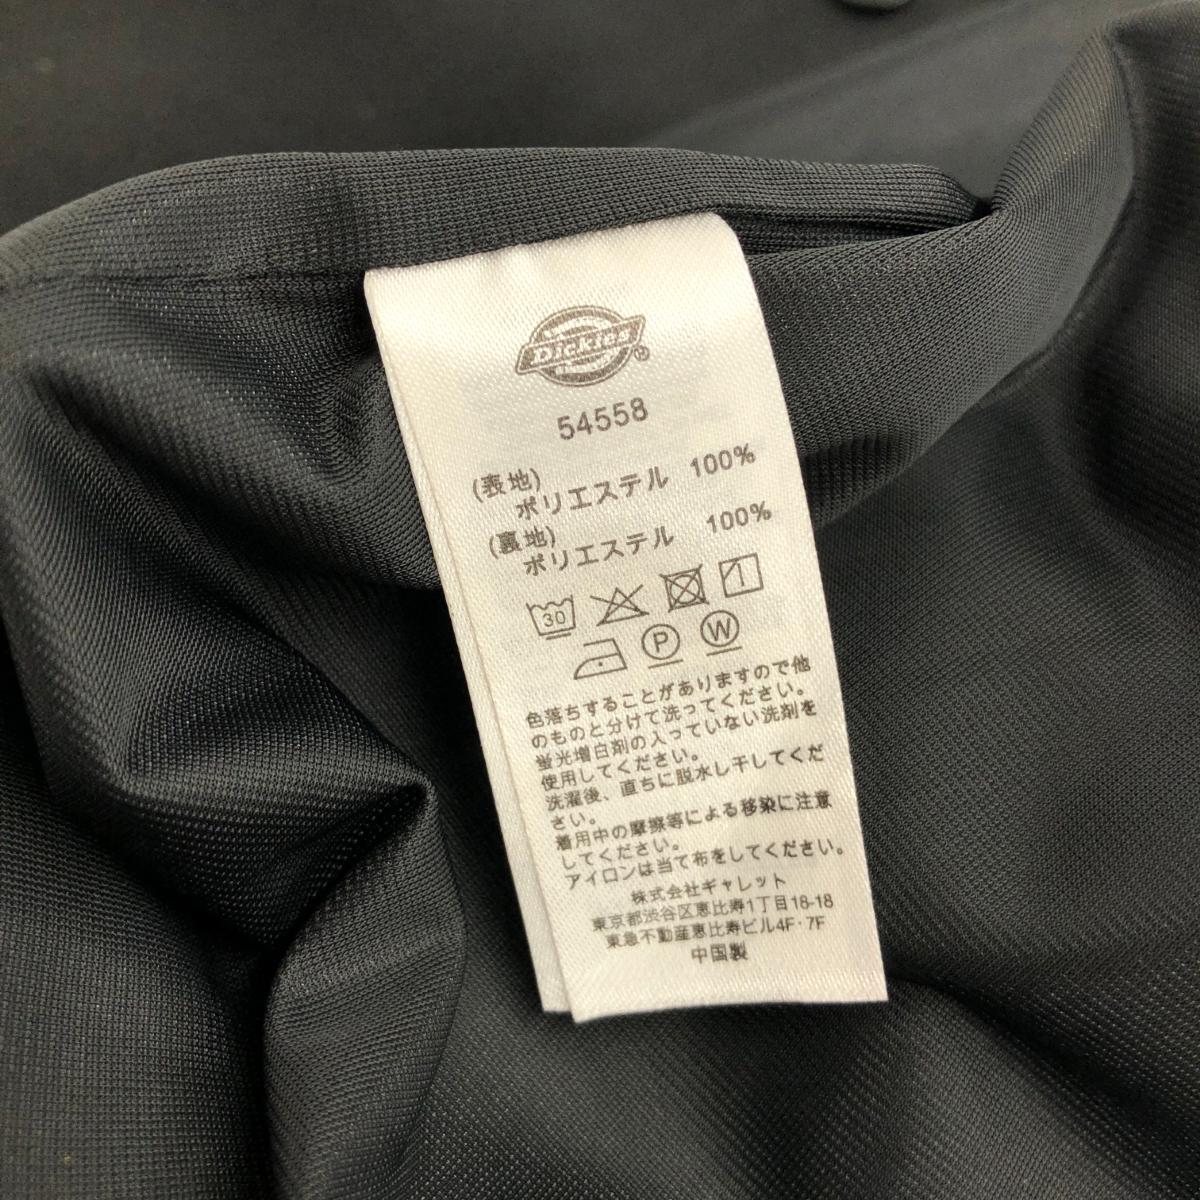 Dickies®
54558
(表地)
ポリエステル 100%
(裏地)
ポリエステル 100%
30
1
P W
色落ちすることがありますので他
のものと分けて洗ってください。
蛍光増白剤の入っていない洗剤を
使用してください。
洗濯後、直ちに脱水し干してくだ
さい。
着用中の摩擦等による移染に注意
してください。
アイロンは当て布をしてください。
株式会社ギャレット
東京都渋谷区恵比寿1丁目18-18
東急不動産恵比寿ビル4F・7F
中国製